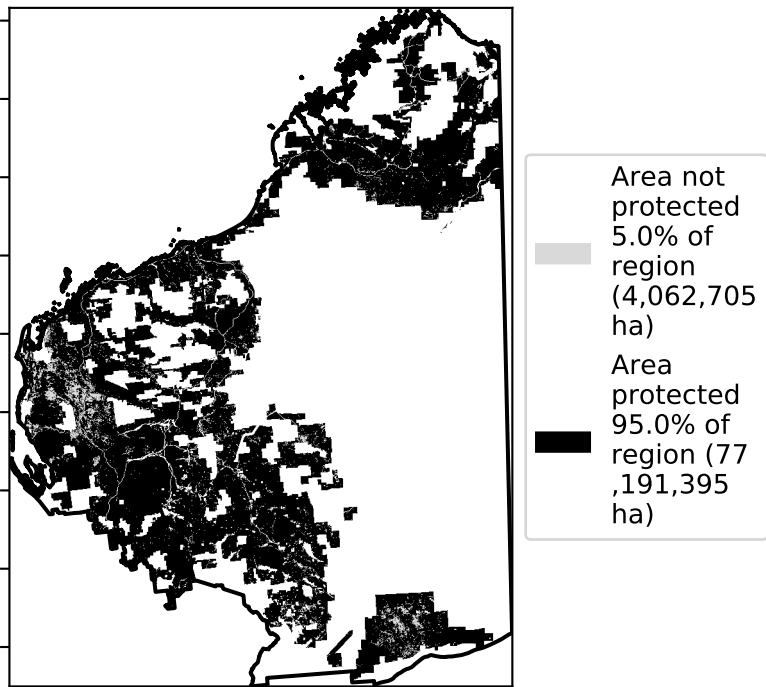 Area not
protected
5.0% of
region
(4,062,705
ha)
Area
protected
95.0% of
region (77
,191,395
ha)